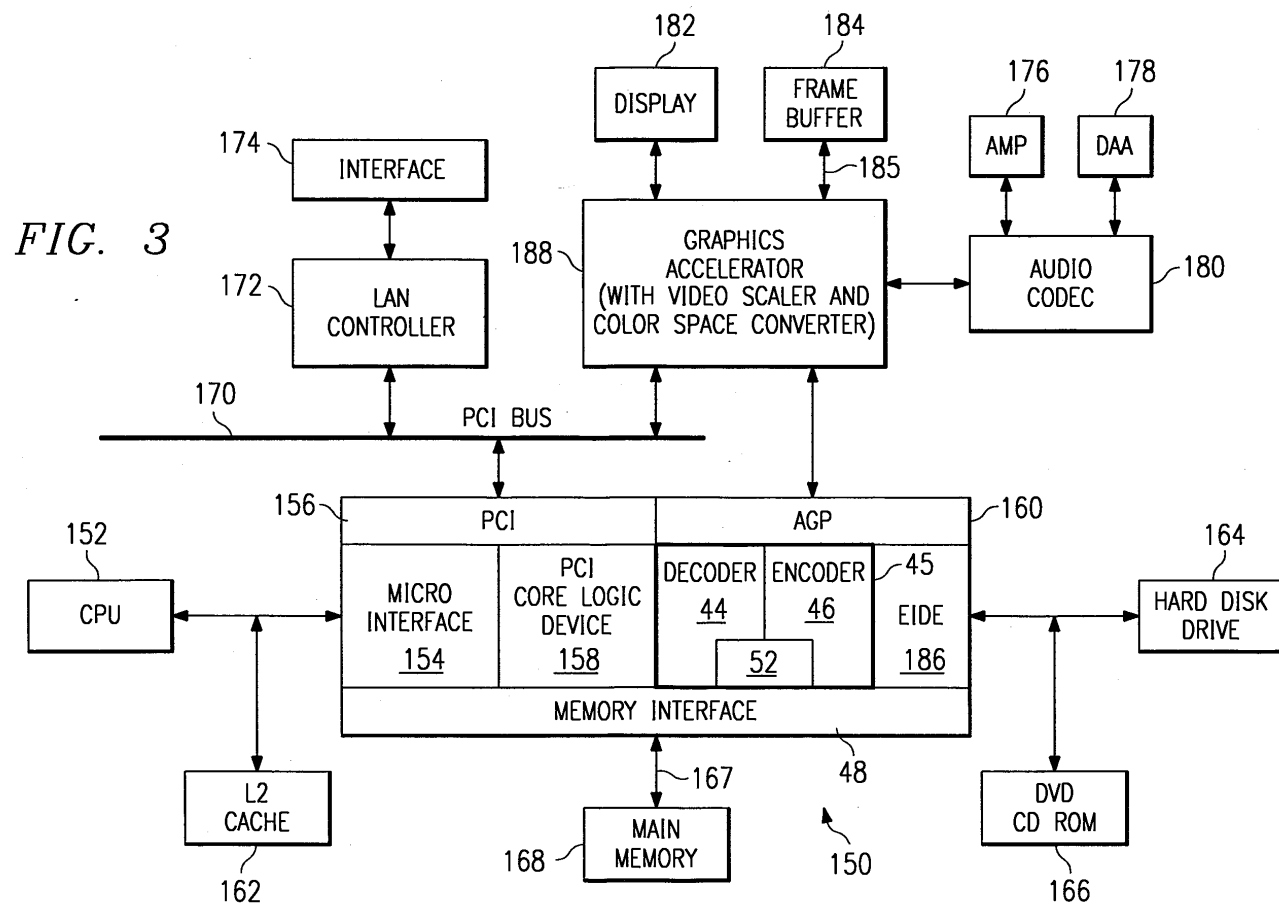 182
184
176
178
DISPLAY
FRAME
BUFFER
AMP
DAA
174
INTERFACE
185
FIG. 3
188
GRAPHICS
ACCELERATOR
(WITH VIDEO SCALER AND
COLOR SPACE CONVERTER)
172
LAN
CONTROLLER
AUDIO
CODEC
180
170
PCI BUS
156
PCI
AGP
160
152
CPU
MICRO
INTERFACE
154
PCI
CORE LOGIC
DEVICE
158
DECODER
44
ENCODER
46
52
45
EIDE
186
164
HARD DISK
DRIVE
MEMORY INTERFACE
48
167
L2
CACHE
162
168
MAIN
MEMORY
150
DVD
CD ROM
166